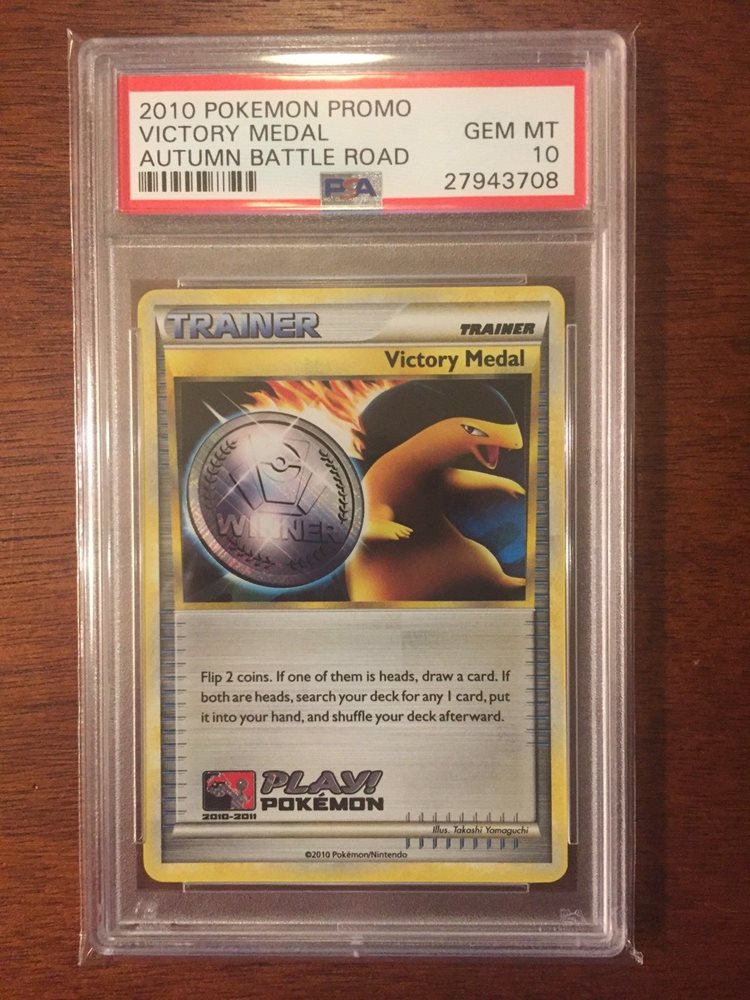 2010 POKEMON PROMO
VICTORY MEDAL GEM MT
AUTUMN BATTLE ROAD 10
PSA 27943708
TRAINER TRAINER
Victory Medal
WINNER
Flip 2 coins. If one of them is heads, draw a card. If
both are heads, search your deck for any 1 card, put
it into your hand, and shuffle your deck afterward.
PLAY!
POKÉMON
2010-2011
Illus. Takashi Yamaguchi
©2010 Pokémon/Nintendo